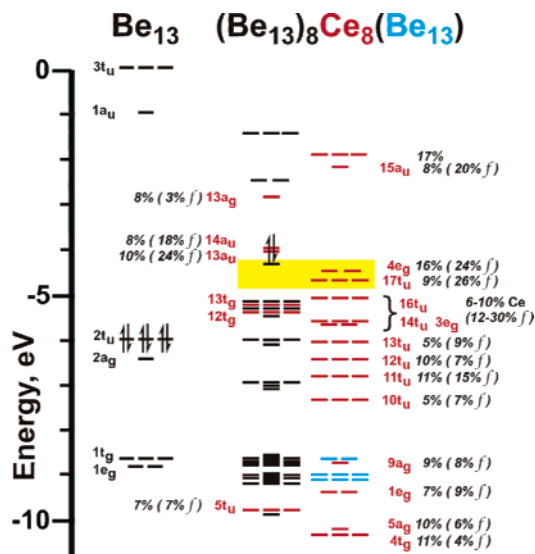 Be13 (Be13)8Ce8(Be13)
0
3tu
1au
17%
15au 8% (20% f)
8% (3% f) 13ag
8% (18% f) 14au
10% (24% f) 13au
4eg 16% (24% f)
17tu 9% (26% f)
-5
13tg
12tg
16tu 6-10% Ce
14tu 3eg (12-30% f)
2tu
2ag
13tu 5% (9% f)
12tu 10% (7% f)
11tu 11% (15% f)
10tu 5% (7% f)
1tg
1eg
9ag 9% (8% f)
1eg 7% (9% f)
7% (7% f) 5tu
5ag 10% (6% f)
4tg 11% (4% f)
-10
Energy, eV